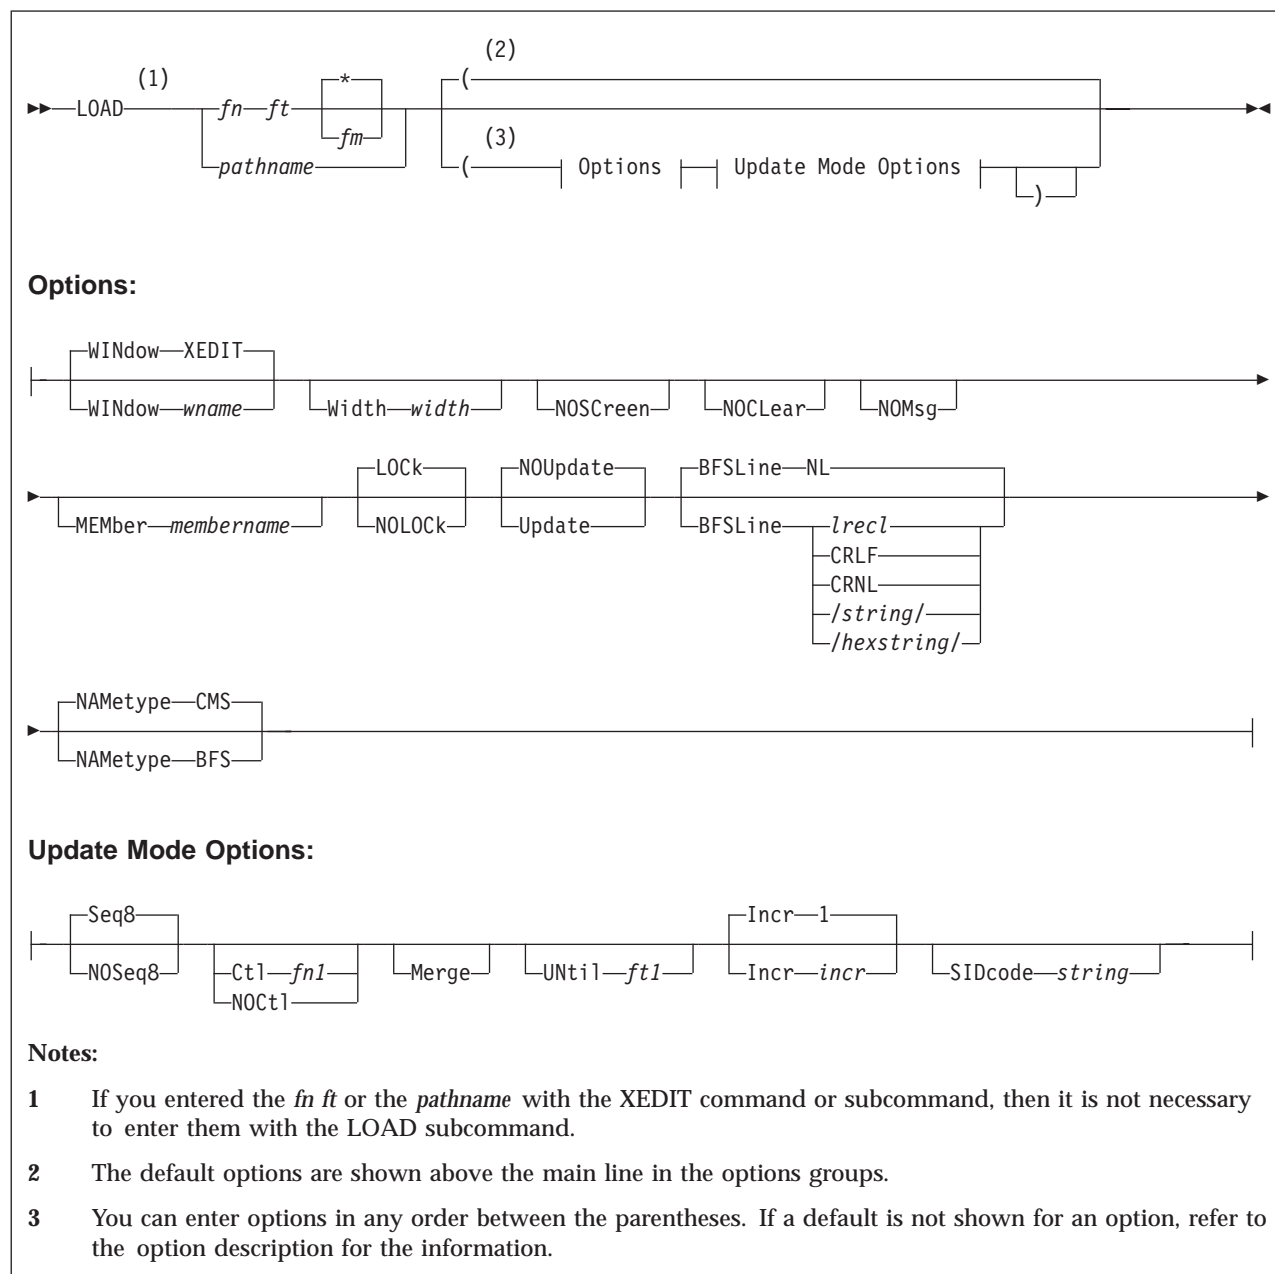 (2)
(1) * (
LOAD fn ft
fm (3)
pathname ( Options Update Mode Options )
Options:
WINdow XEDIT
WINdow wname Width width NOSCreen NOCLear NOMsg
LOCk NOUpdate BFSLine NL
MEMber membername NOLOCk Update BFSLine lrecl
CRLF
CRNL
/string/
/hexstring/
NAMetype CMS
NAMetype BFS
Update Mode Options:
Seq8 Incr 1
NOSeq8 Ctl fn1 Merge UNtil ft1 Incr incr SIDcode string
NOCtl
Notes:
1 If you entered the fn ft or the pathname with the XEDIT command or subcommand, then it is not necessary
to enter them with the LOAD subcommand.
2 The default options are shown above the main line in the options groups.
3 You can enter options in any order between the parentheses. If a default is not shown for an option, refer to
the option description for the information.